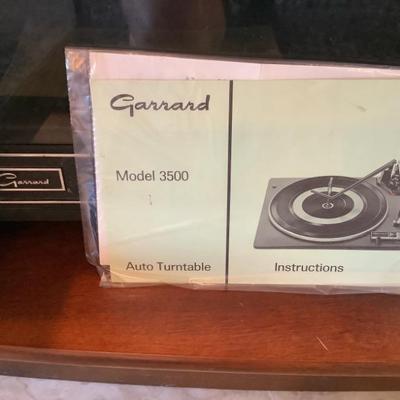 Garrard
Garrard
Model 3500
Auto Turntable
Instructions